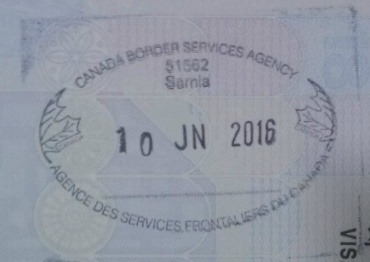 CANADA BORDER SERVICES AGENCY
51562
Sarnia
10 JN 2016
AGENCE DES SERVICES FRONTALIERS DU CANADA
VIS